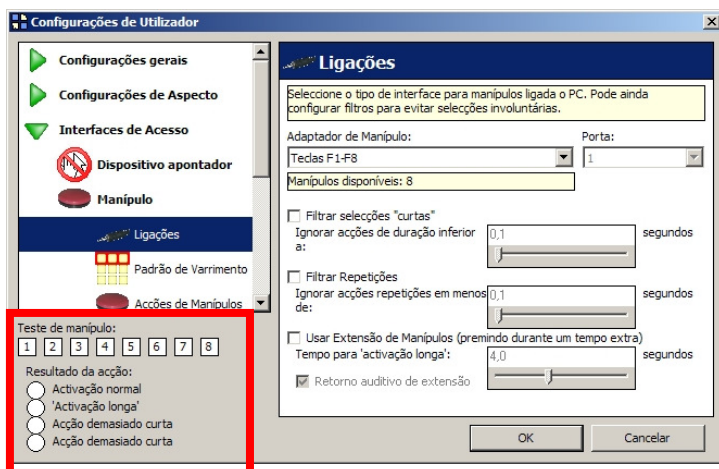 Configurações de Utilizador
Configurações gerais
Configurações de Aspecto
Interfaces de Acesso
Dispositivo apontador
Manípulo
Ligações
Padrão de Varrimento
Acções de Manípulos
Teste de manípulo:
1 2 3 4 5 6 7 8
Resultado da acção:
Activação normal
'Activação longa'
Acção demasiado curta
Acção demasiado curta
Ligações
Seleccione o tipo de interface para manípulos ligada o PC. Pode ainda
configurar filtros para evitar selecções involuntárias.
Adaptador de Manípulo: Porta:
Teclas F1-F8 1
Manípulos disponíveis: 8
Filtrar selecções "curtas"
Ignorar acções de duração inferior a: 0,1 segundos
Filtrar Repetições
Ignorar acções repetições em menos de: 0,1 segundos
Usar Extensão de Manípulos (premindo durante um tempo extra)
Tempo para 'activação longa': 4,0 segundos
Retorno auditivo de extensão
OK Cancelar